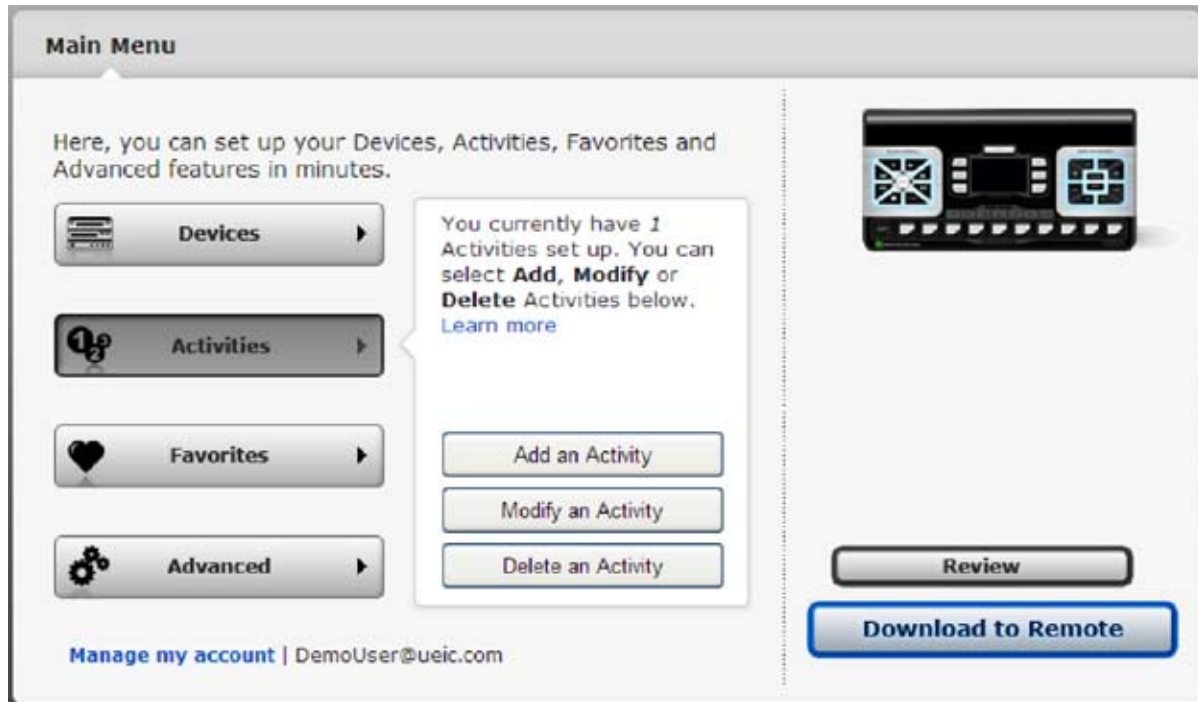 Main Menu
Here, you can set up your Devices, Activities, Favorites and
Advanced features in minutes.
Devices
Activities
Favorites
Advanced
You currently have 1
Activities set up. You can
select Add, Modify or
Delete Activities below.
Learn more
Add an Activity
Modify an Activity
Delete an Activity
Manage my account | DemoUser@ueic.com
Review
Download to Remote